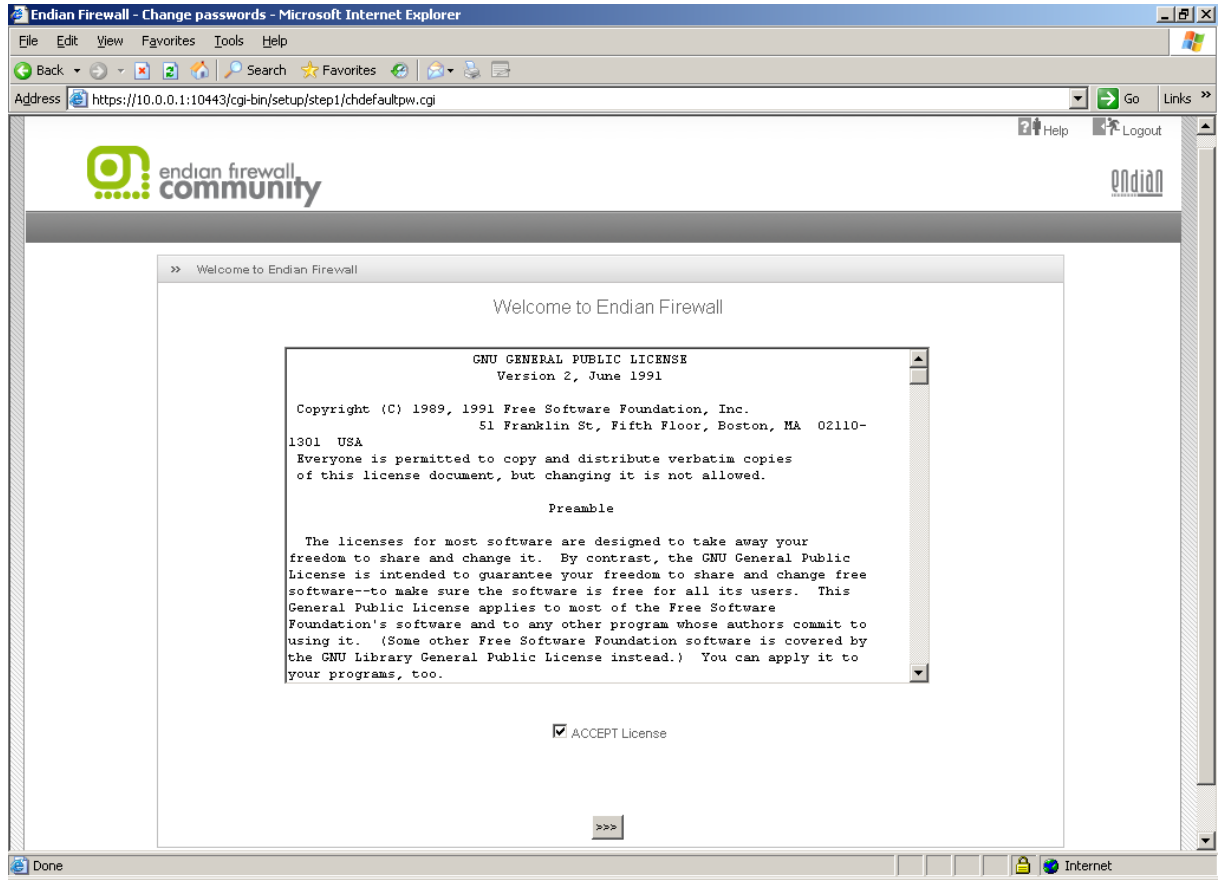 Endian Firewall - Change passwords - Microsoft Internet Explorer
File Edit View Favorites Tools Help
Back Search Favorites
Address https://10.0.0.1:10443/cgi-bin/setup/step1/chdefaultpw.cgi Go Links »
Help Logout
endian firewall
community
endian
>> Welcome to Endian Firewall
Welcome to Endian Firewall
GNU GENERAL PUBLIC LICENSE
Version 2, June 1991
Copyright (C) 1989, 1991 Free Software Foundation, Inc.
51 Franklin St, Fifth Floor, Boston, MA 02110-
1301 USA
Everyone is permitted to copy and distribute verbatim copies
of this license document, but changing it is not allowed.
Preamble
The licenses for most software are designed to take away your
freedom to share and change it. By contrast, the GNU General Public
License is intended to guarantee your freedom to share and change free
software--to make sure the software is free for all its users. This
General Public License applies to most of the Free Software
Foundation's software and to any other program whose authors commit to
using it. (Some other Free Software Foundation software is covered by
the GNU Library General Public License instead.) You can apply it to
your programs, too.
ACCEPT License
>>>
Done Internet